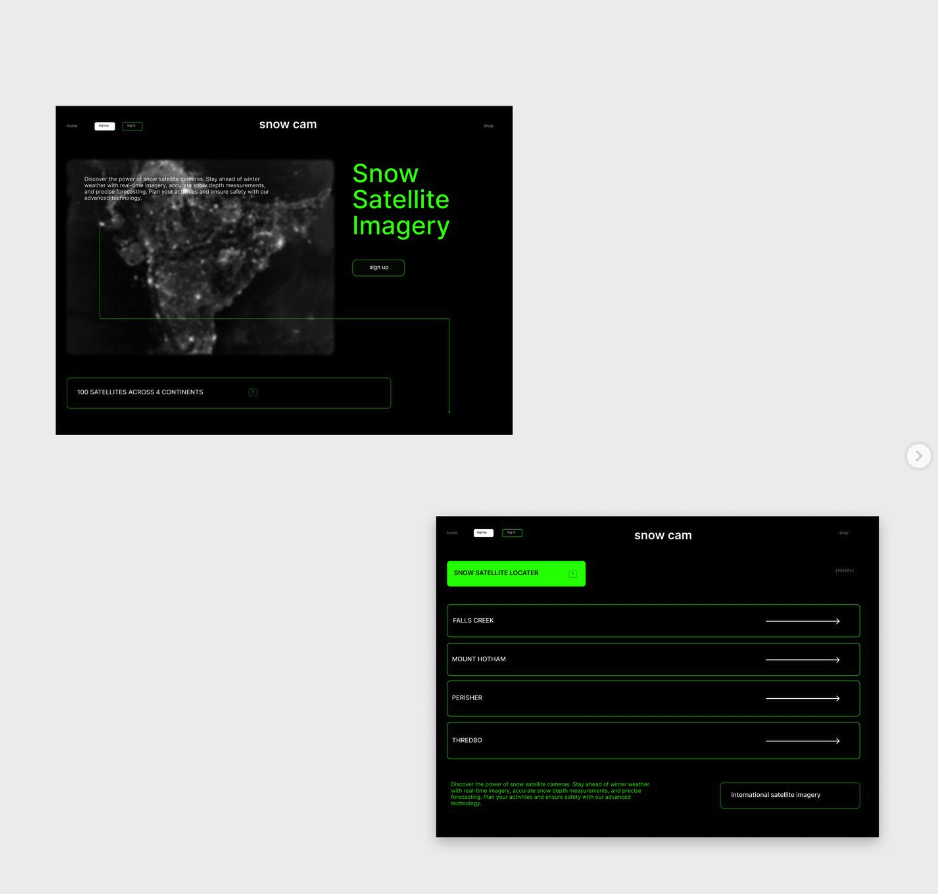 home
sign up
log in
snow cam
shop
Discover the power of snow satellite cameras. Stay ahead of winter
weather with real-time imagery, accurate snow depth measurements,
and precise forecasting. Plan your activities and ensure safety with our
advanced technology.
Snow
Satellite
Imagery
sign up
100 SATELLITES ACROSS 4 CONTINENTS
home
sign up
log in
snow cam
shop
SNOW SATELLITE LOCATER
FALLS CREEK
MOUNT HOTHAM
PERISHER
THREDBO
Discover the power of snow satellite cameras. Stay ahead of winter weather
with real-time imagery, accurate snow depth measurements, and precise
forecasting. Plan your activities and ensure safety with our advanced
technology.
international satellite imagery